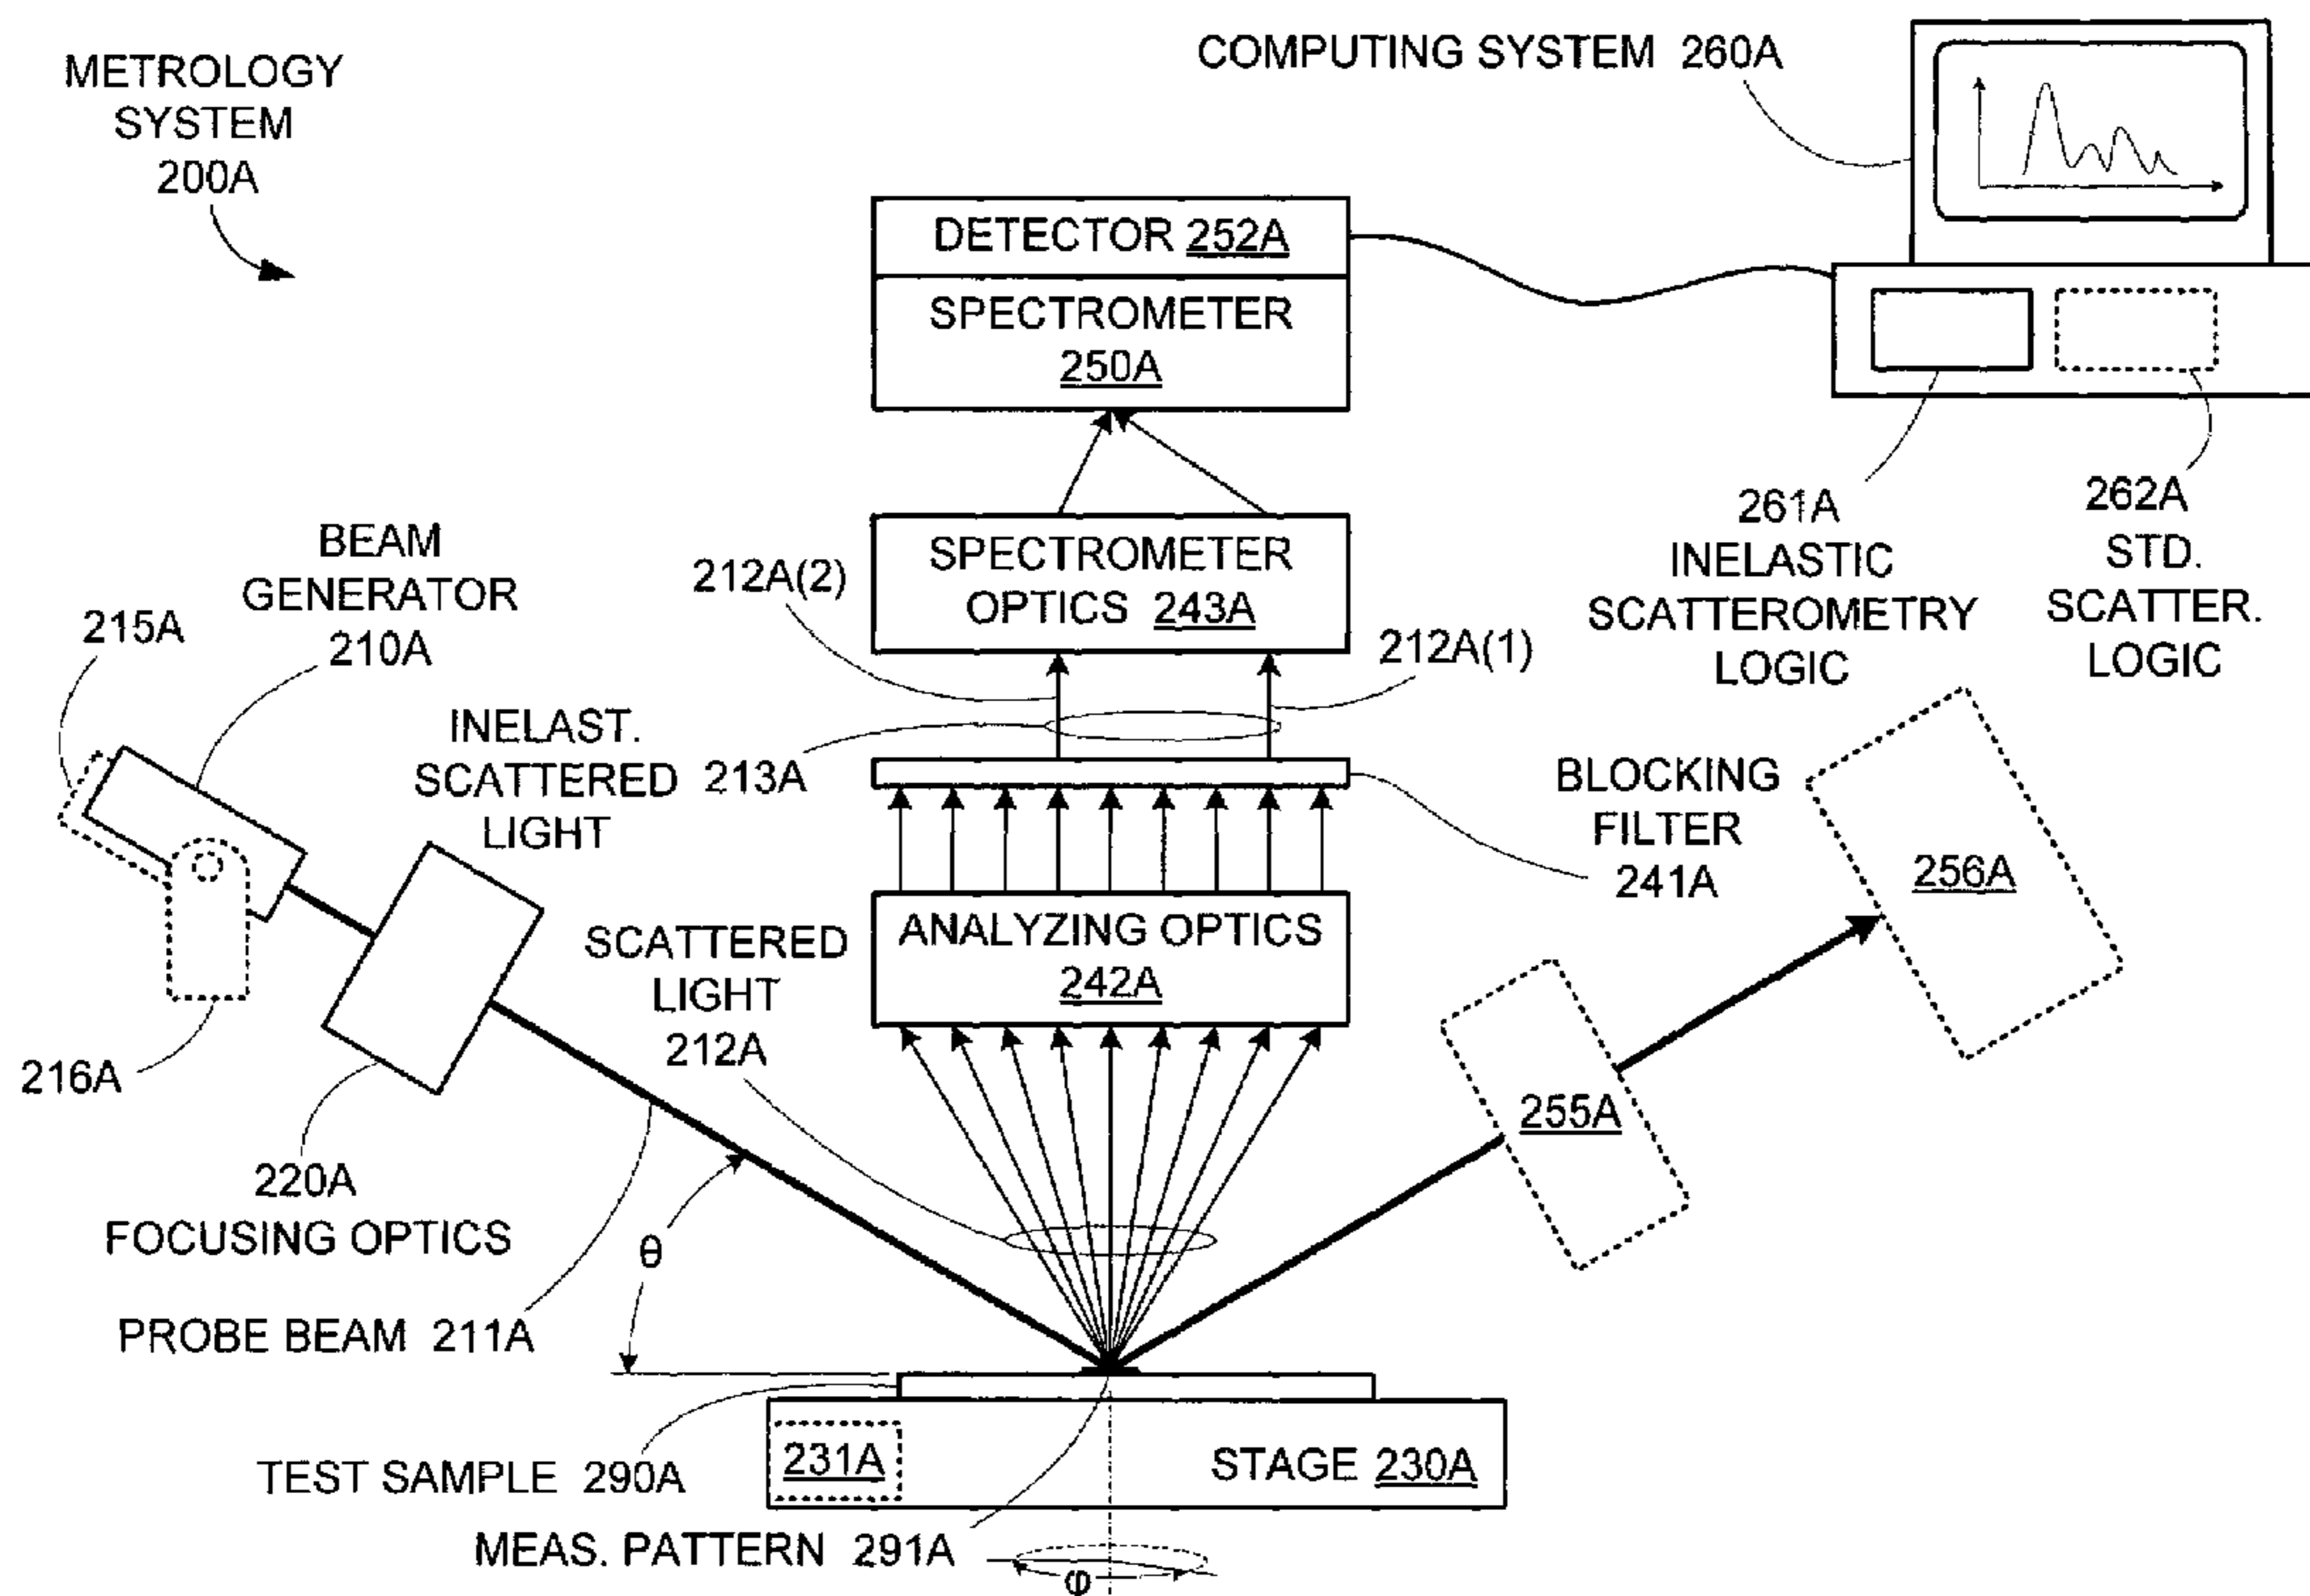 METROLOGY
SYSTEM
200A
COMPUTING SYSTEM 260A
DETECTOR 252A
SPECTROMETER
250A
261A
INELASTIC
SCATTEROMETRY
LOGIC
262A
STD.
SCATTER.
LOGIC
BEAM
GENERATOR
210A
215A
212A(2)
SPECTROMETER
OPTICS 243A
212A(1)
INELAST.
SCATTERED 213A
LIGHT
BLOCKING
FILTER
241A
256A
SCATTERED
LIGHT
212A
ANALYZING OPTICS
242A
216A
255A
220A
FOCUSING OPTICS
θ
PROBE BEAM 211A
231A
STAGE 230A
TEST SAMPLE 290A
MEAS. PATTERN 291A
φ